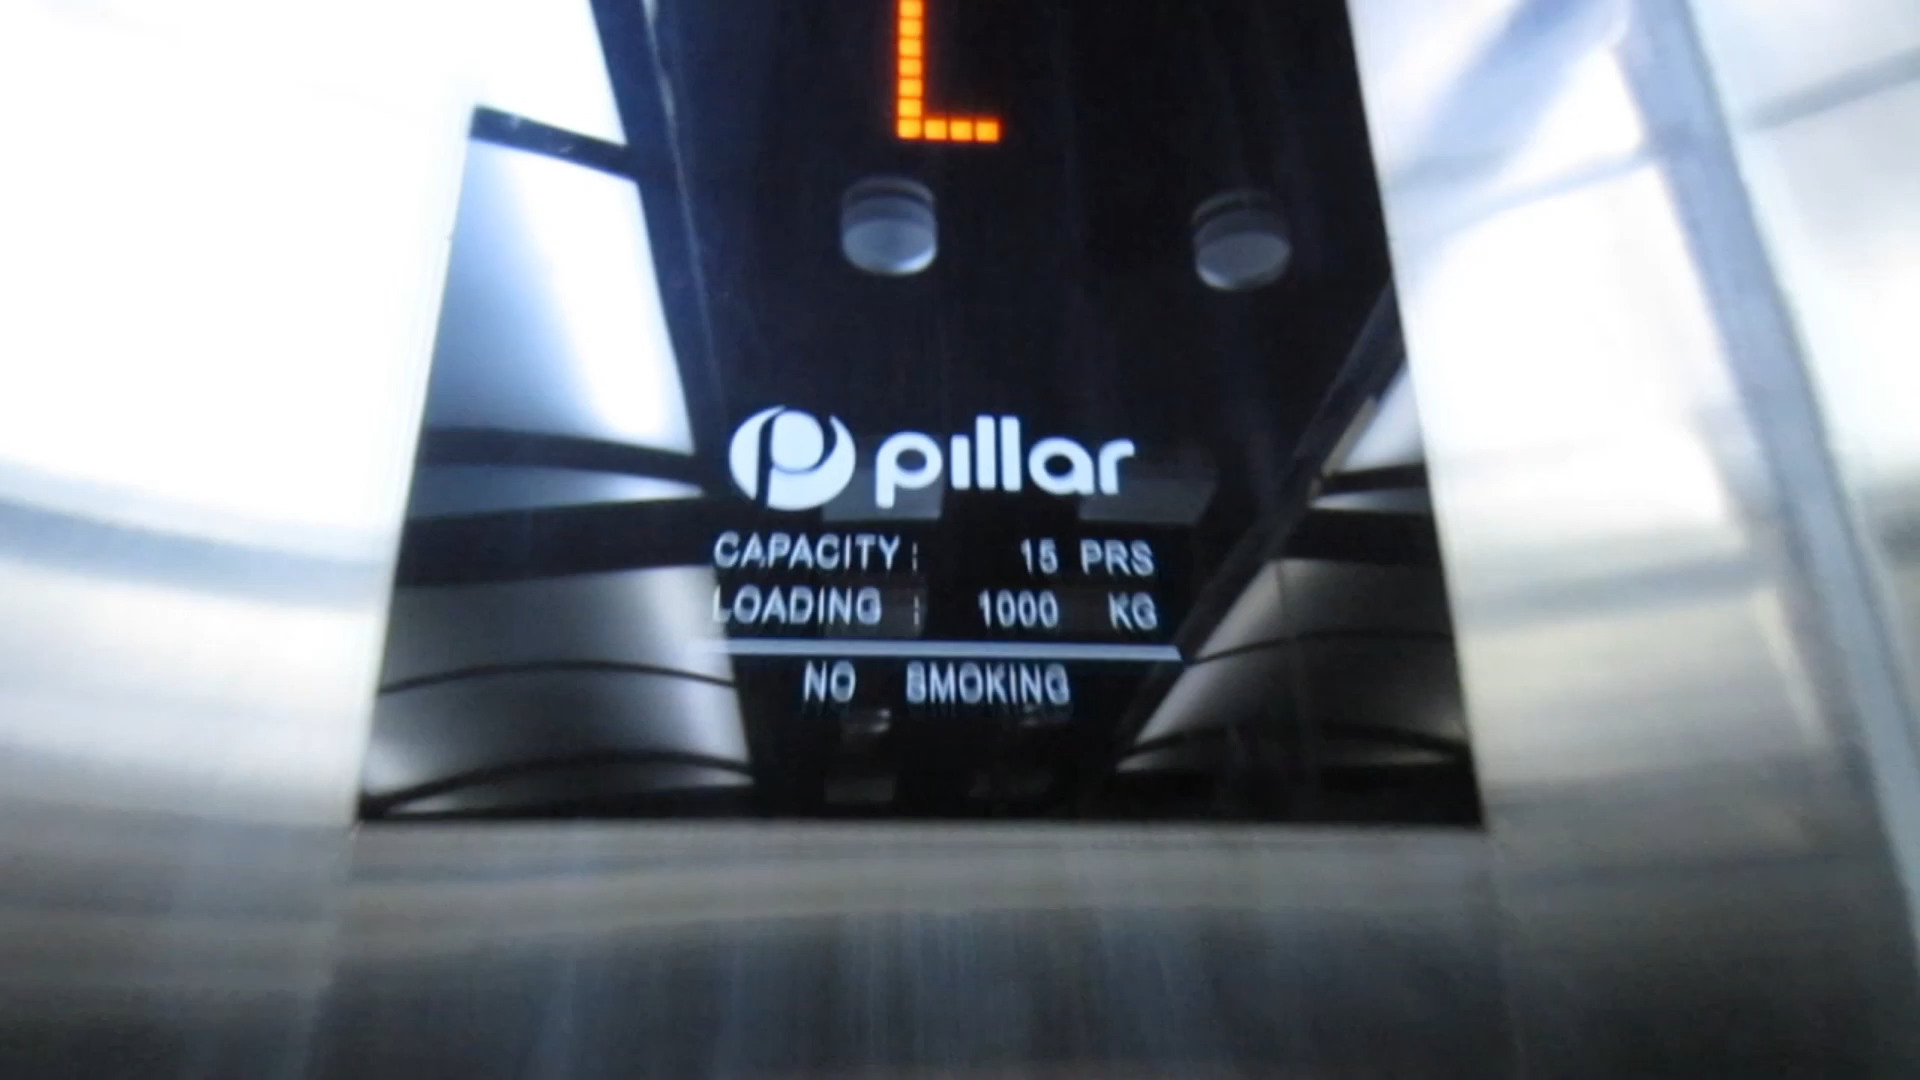 L
pillar
CAPACITY: 15 PRS
LOADING : 1000 KG
NO SMOKING